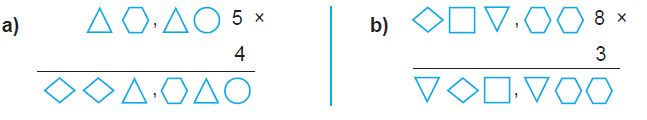 a) △⬡,△○5 ×
4
◇◇△,⬡△○
b) ◇□▽,⬡⬡8 ×
3
▽◇□,▽⬡⬡